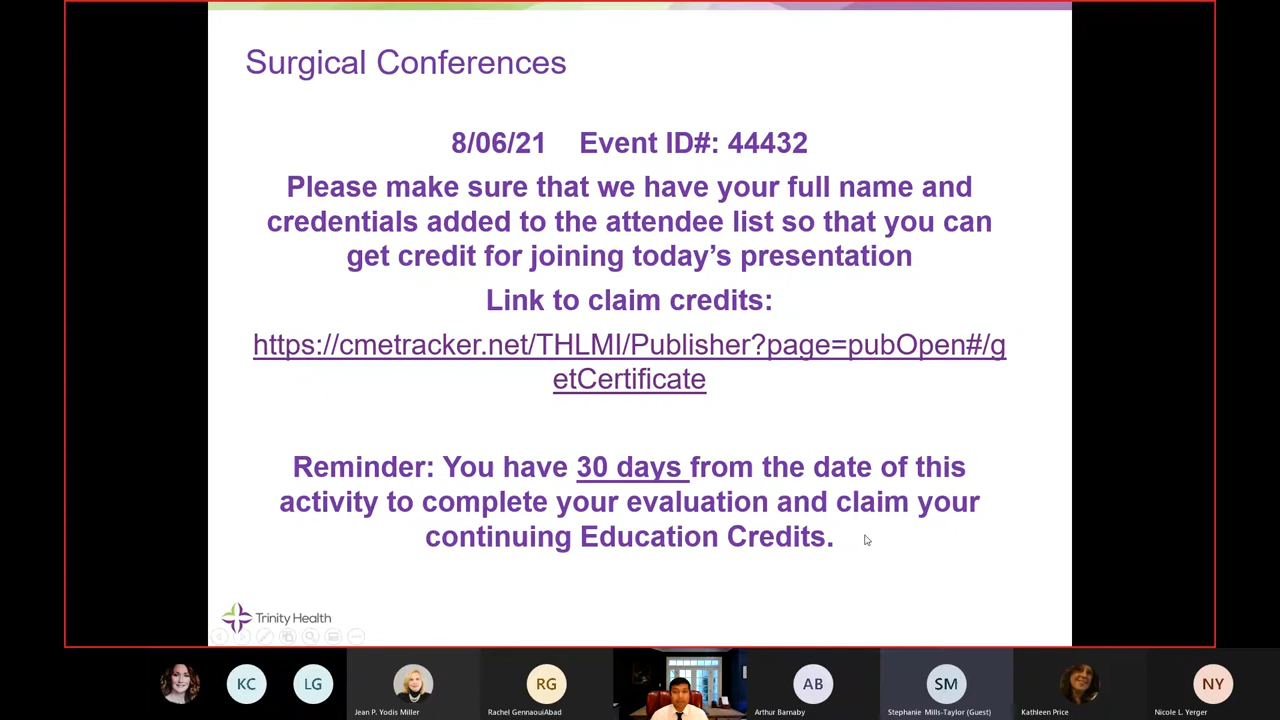 Surgical Conferences
8/06/21 Event ID#: 44432
Please make sure that we have your full name and
credentials added to the attendee list so that you can
get credit for joining today’s presentation
Link to claim credits:
https://cmetracker.net/THLMI/Publisher?page=pubOpen#/g
etCertificate
Reminder: You have 30 days from the date of this
activity to complete your evaluation and claim your
continuing Education Credits.
Trinity Health
KC
LG
RG
AB
SM
NY
Jean P. Yodis Miller
Rachel GennaouiAbad
Arthur Barnaby
Stephanie Mills-Taylor (Guest)
Kathleen Price
Nicole L. Yerger